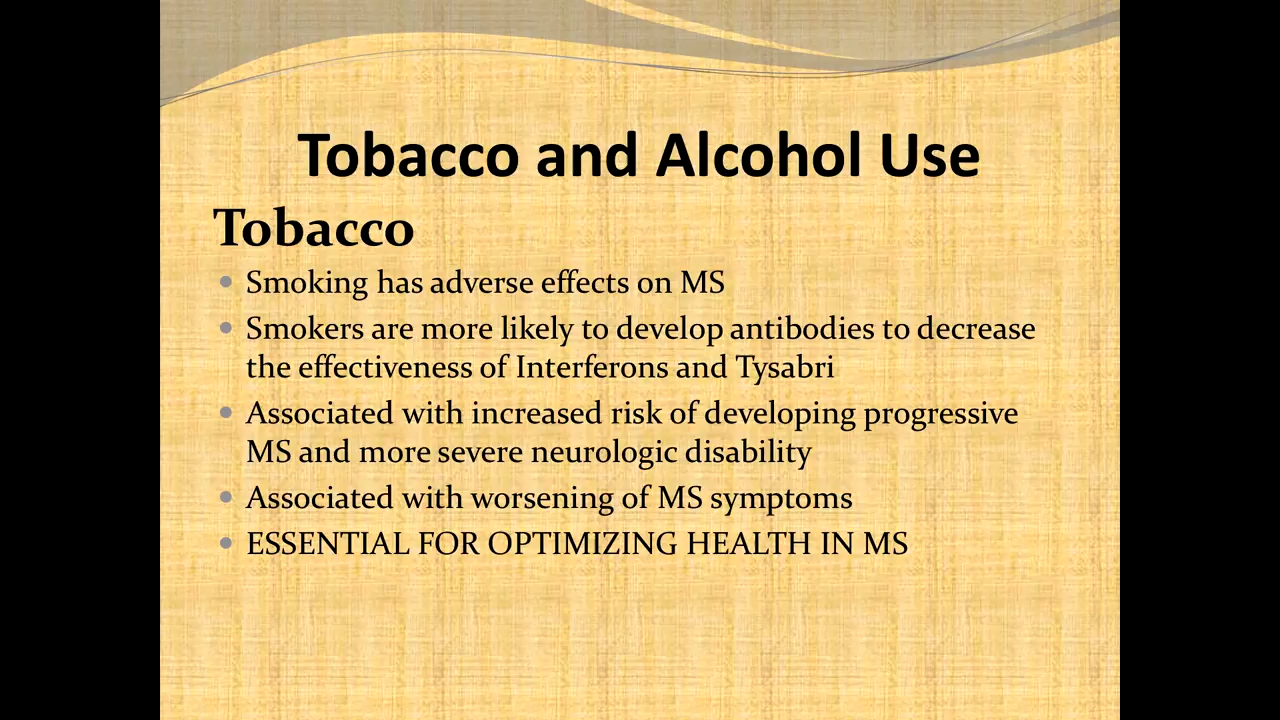 Tobacco and Alcohol Use
Tobacco
• Smoking has adverse effects on MS
• Smokers are more likely to develop antibodies to decrease
the effectiveness of Interferons and Tysabri
• Associated with increased risk of developing progressive
MS and more severe neurologic disability
• Associated with worsening of MS symptoms
• ESSENTIAL FOR OPTIMIZING HEALTH IN MS